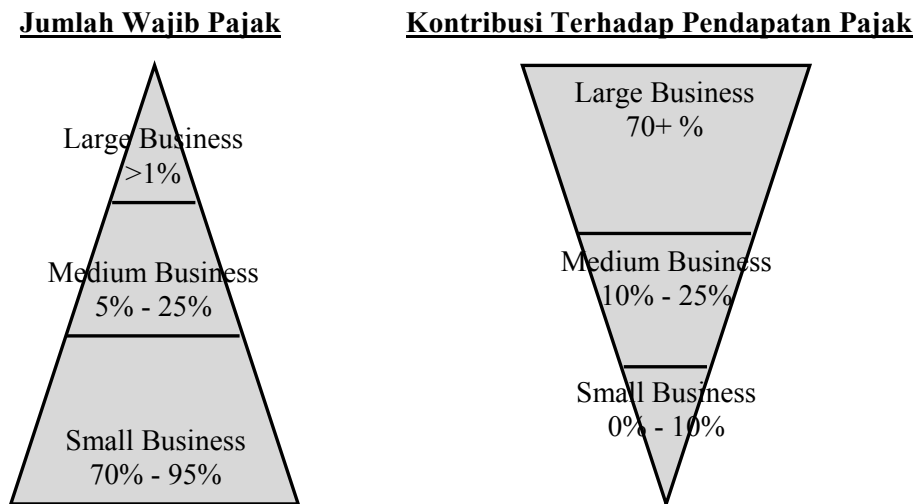 Jumlah Wajib Pajak
Large Business
>1%
Medium Business
5% - 25%
Small Business
70% - 95%
Kontribusi Terhadap Pendapatan Pajak
Large Business
70+ %
Medium Business
10% - 25%
Small Business
0% - 10%